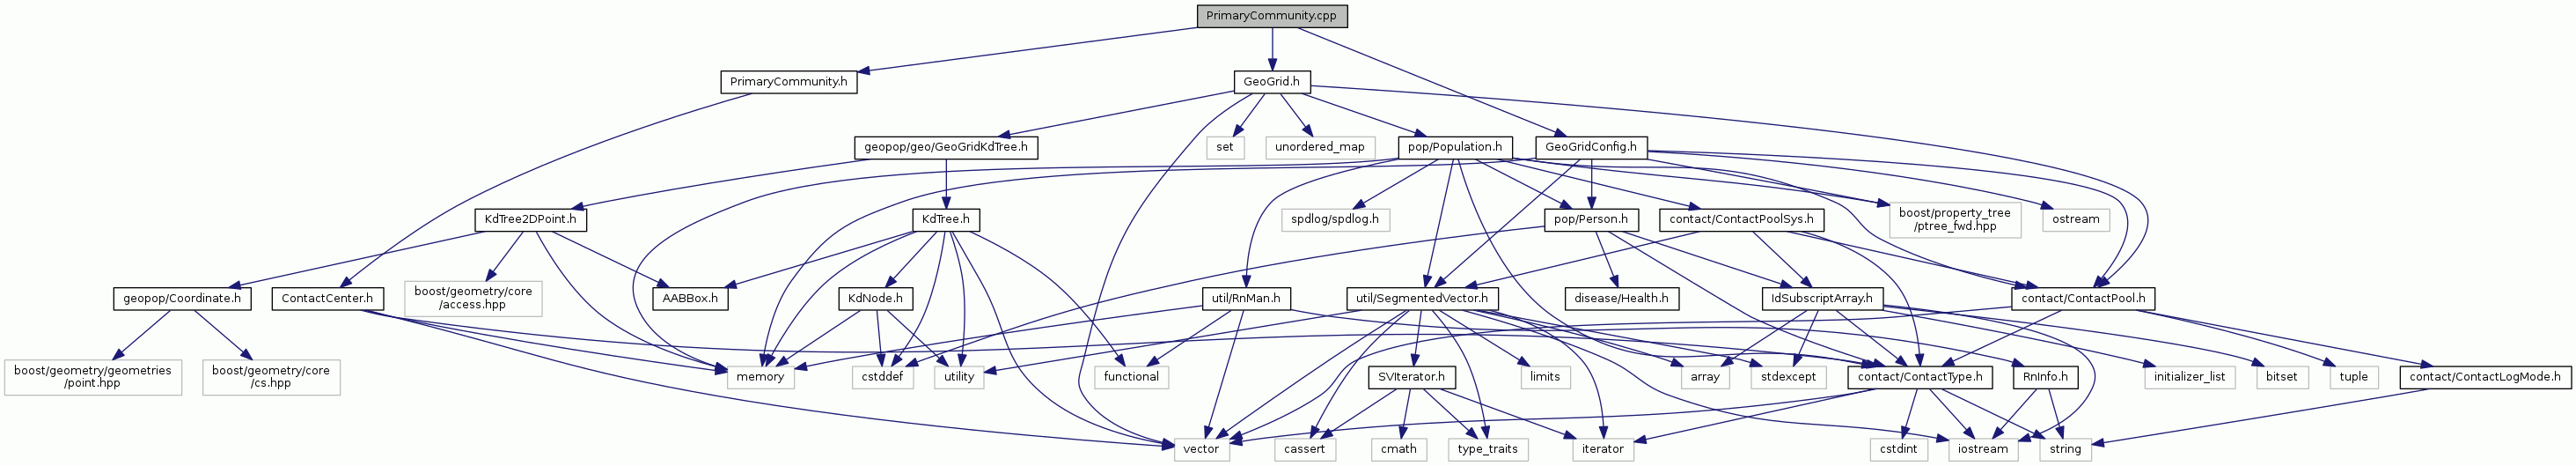 PrimaryCommunity.cpp
PrimaryCommunity.h
GeoGrid.h
geopop/geo/GeoGridKdTree.h
set
unordered_map
pop/Population.h
GeoGridConfig.h
KdTree2DPoint.h
KdTree.h
spdlog/spdlog.h
pop/Person.h
contact/ContactPoolSys.h
boost/property_tree
/ptree_fwd.hpp
ostream
geopop/Coordinate.h
ContactCenter.h
boost/geometry/core
/access.hpp
AABBox.h
KdNode.h
util/RnMan.h
util/SegmentedVector.h
disease/Health.h
IdSubscriptArray.h
contact/ContactPool.h
boost/geometry/geometries
/point.hpp
boost/geometry/core
/cs.hpp
memory
cstddef
utility
functional
SVIterator.h
limits
array
stdexcept
contact/ContactType.h
RnInfo.h
initializer_list
bitset
tuple
contact/ContactLogMode.h
vector
cassert
cmath
type_traits
iterator
cstdint
iostream
string